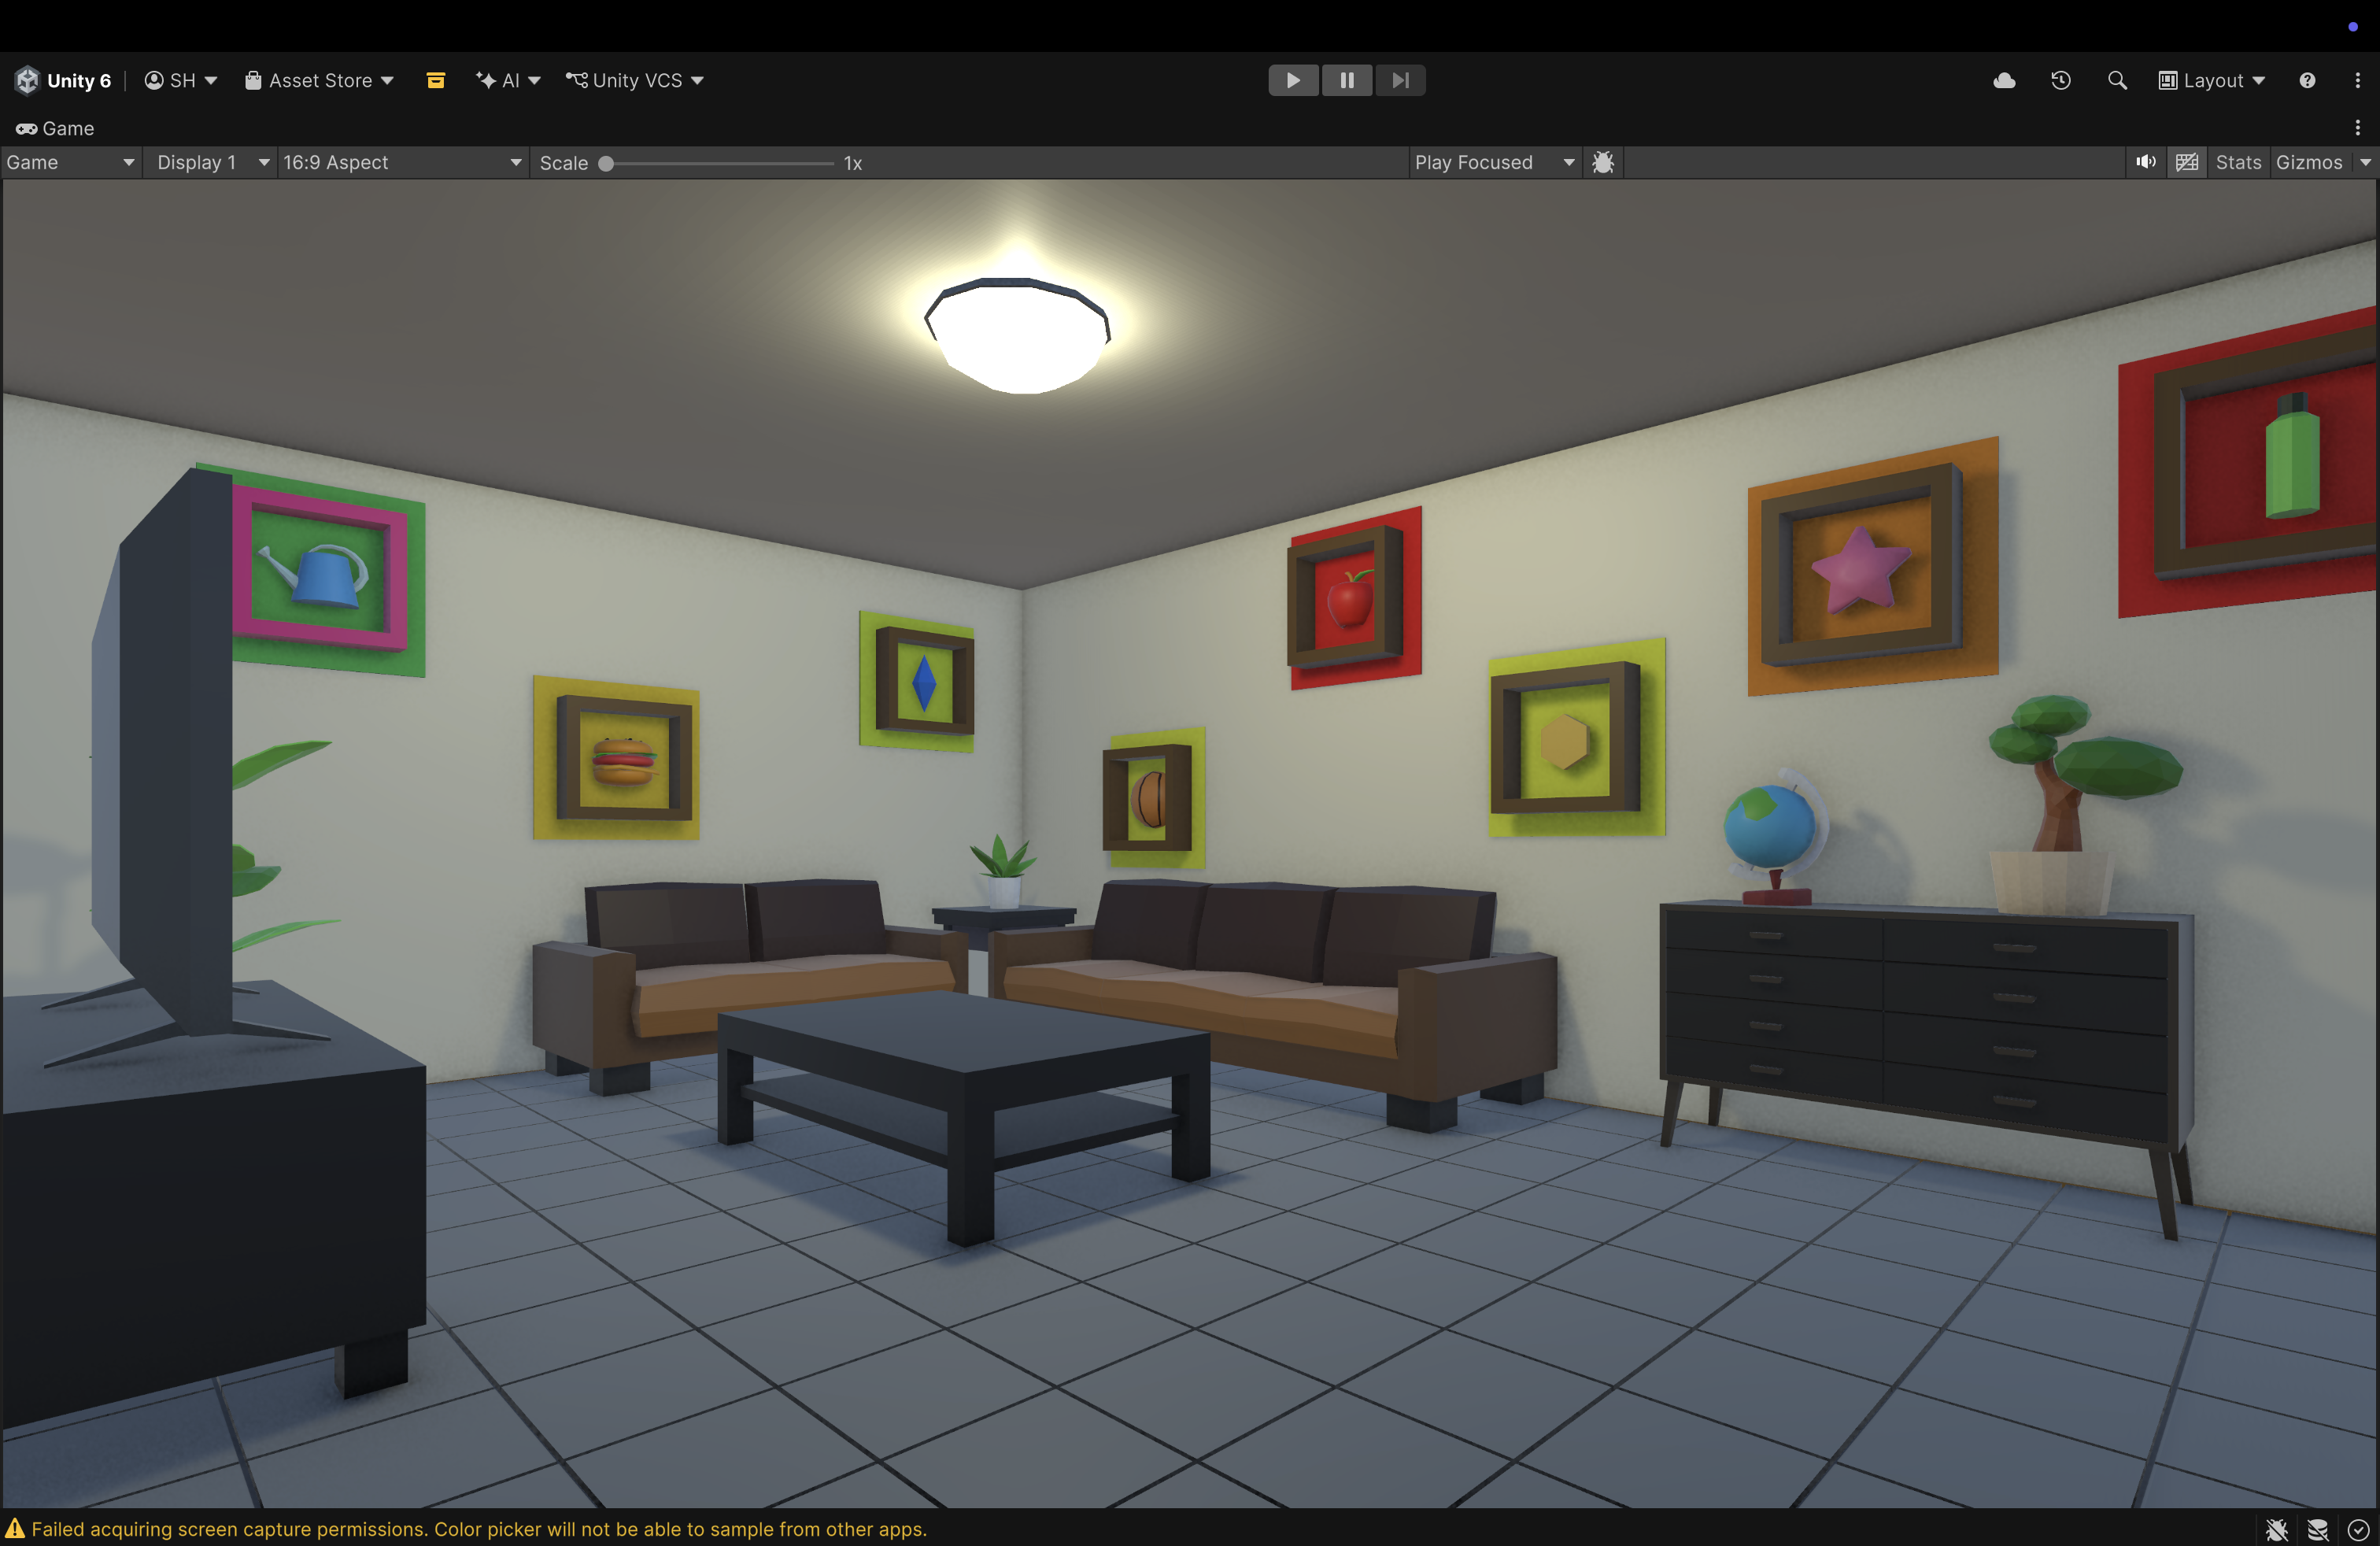 Unity 6 SH Asset Store AI Unity VCS Layout
Game
Game Display 1 16:9 Aspect Scale 1x Play Focused Stats Gizmos
Failed acquiring screen capture permissions. Color picker will not be able to sample from other apps.